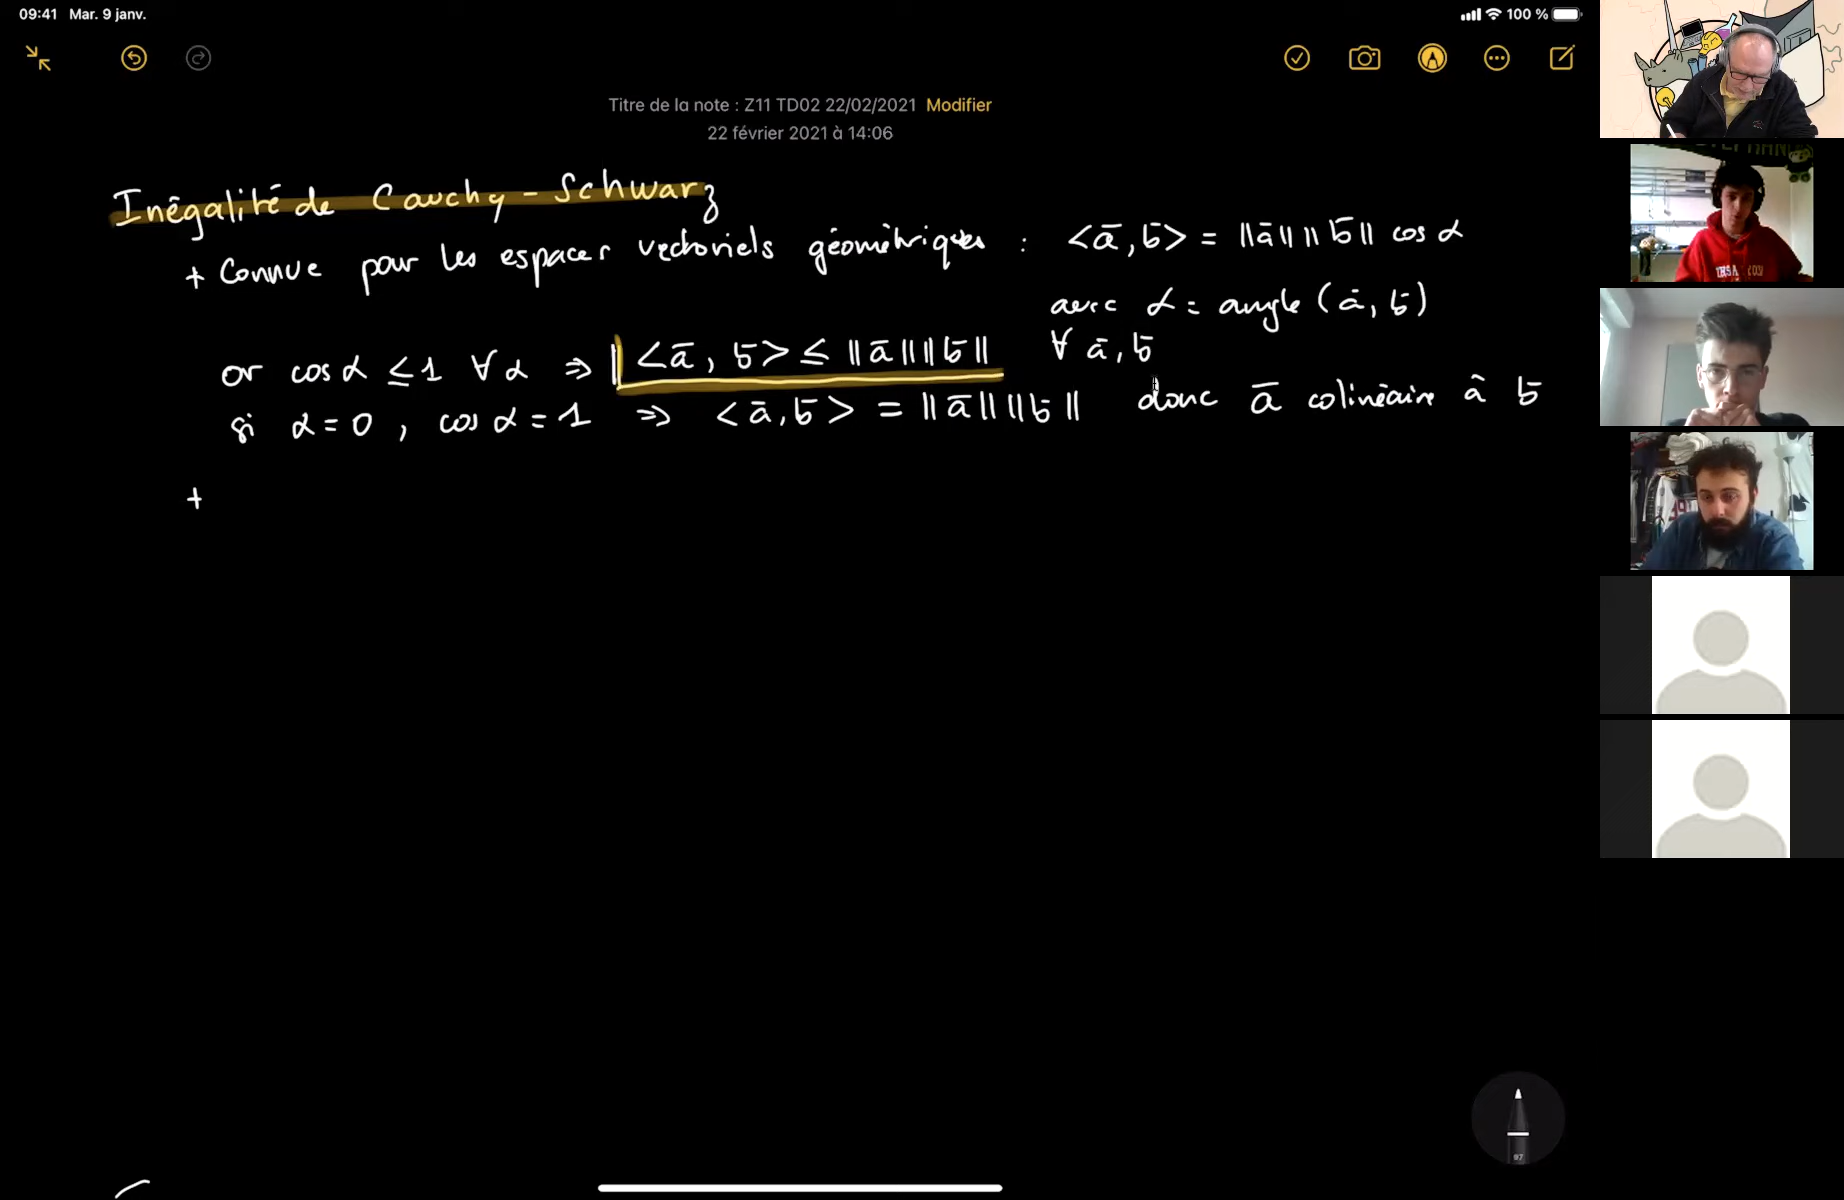 09:41 Mar. 9 janv.
100 %
Titre de la note : Z11 TD02 22/02/2021 Modifier
22 février 2021 à 14:06
Inégalité de Cauchy - Schwarz
+ Connue pour les espaces vectoriels géométriques : <ā, b̄> = ||ā|| || b̄|| cos α
avec α = angle (ā, b̄)
or cos α ≤ 1 ∀ α ⇒ || <ā, b̄> ≤ ||ā|| ||b̄|| ∀ ā, b̄
si α = 0, cos α = 1 ⇒ <ā, b̄> = ||ā|| ||b̄|| donc ā colinéaire à b̄
+
97